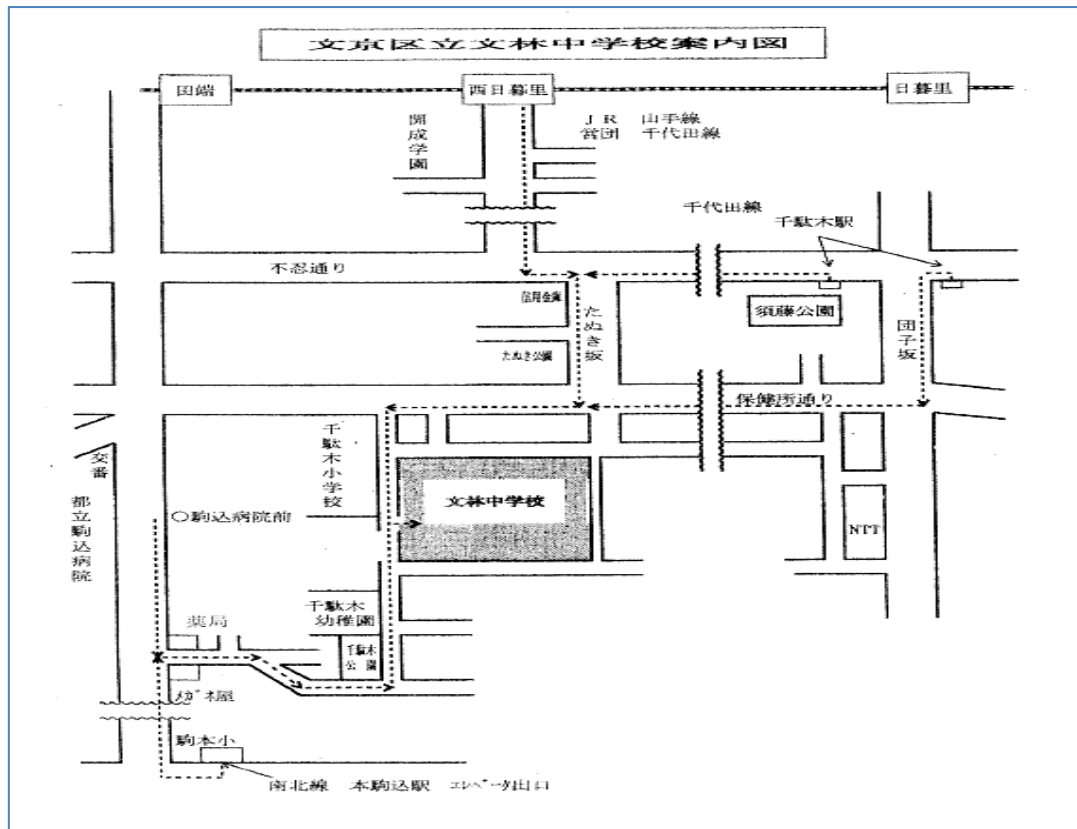 文京区立文林中学校案内図
田端
西日暮里
日暮里
開成学園
JR 山手線
営団 千代田線
千代田線
千駄木駅
不忍通り
信用金庫
たぬき坂
須藤公園
団子坂
たぬき公園
保健所通り
千駄木小学校
交番
都立駒込病院
文林中学校
○駒込病院前
NTT
千駄木
幼稚園
薬局
千駄木
公園
メガネ屋
駒本小
南北線 本駒込駅 エレベータ出口